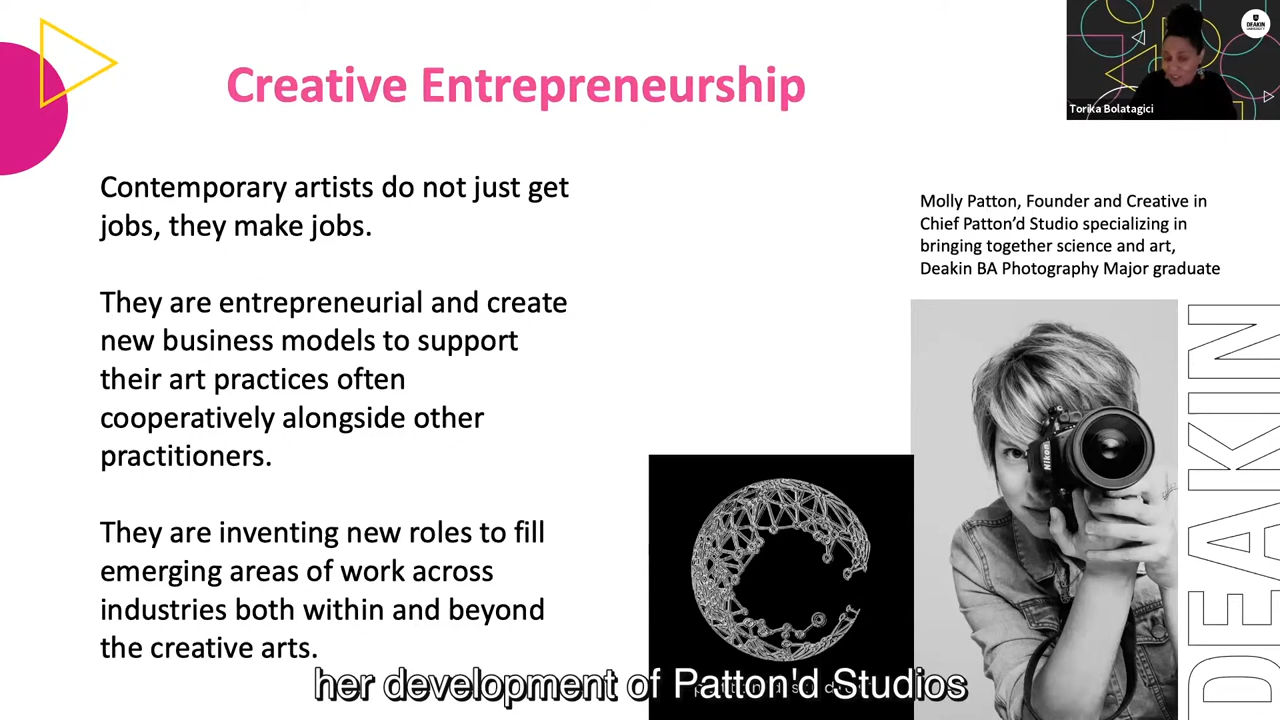 Creative Entrepreneurship
DEAKIN
UNIVERSITY
Torika Bolatagici
Contemporary artists do not just get
jobs, they make jobs.
They are entrepreneurial and create
new business models to support
their art practices often
cooperatively alongside other
practitioners.
They are inventing new roles to fill
emerging areas of work across
industries both within and beyond
the creative arts.
Molly Patton, Founder and Creative in
Chief Patton’d Studio specializing in
bringing together science and art,
Deakin BA Photography Major graduate
Nikon
DEAKIN
her development of Patton'd Studios